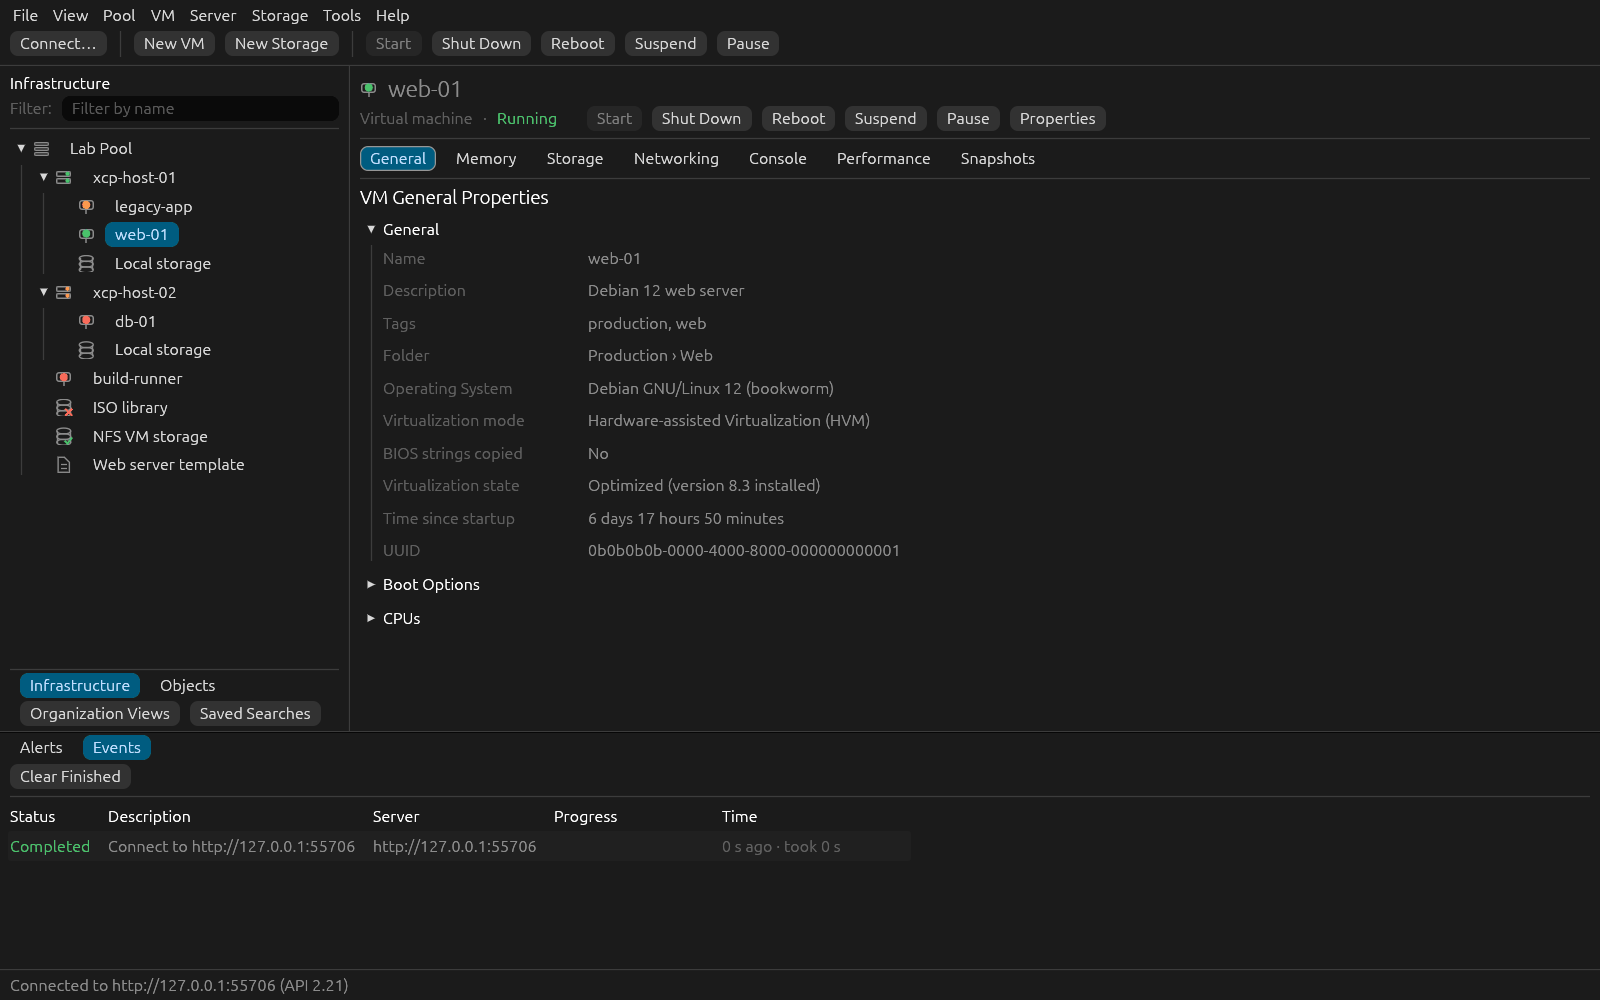 File View Pool VM Server Storage Tools Help
Connect… New VM New Storage Start Shut Down Reboot Suspend Pause
Infrastructure
Filter: Filter by name
Lab Pool
xcp-host-01
legacy-app
web-01
Local storage
xcp-host-02
db-01
Local storage
build-runner
ISO library
NFS VM storage
Web server template
Infrastructure Objects
Organization Views Saved Searches
web-01
Virtual machine · Running Start Shut Down Reboot Suspend Pause Properties
General Memory Storage Networking Console Performance Snapshots
VM General Properties
General
Name web-01
Description Debian 12 web server
Tags production, web
Folder Production › Web
Operating System Debian GNU/Linux 12 (bookworm)
Virtualization mode Hardware-assisted Virtualization (HVM)
BIOS strings copied No
Virtualization state Optimized (version 8.3 installed)
Time since startup 6 days 17 hours 50 minutes
UUID 0b0b0b0b-0000-4000-8000-000000000001
Boot Options
CPUs
Alerts Events
Clear Finished
Status Description Server Progress Time
Completed Connect to http://127.0.0.1:55706 http://127.0.0.1:55706 0 s ago · took 0 s
Connected to http://127.0.0.1:55706 (API 2.21)